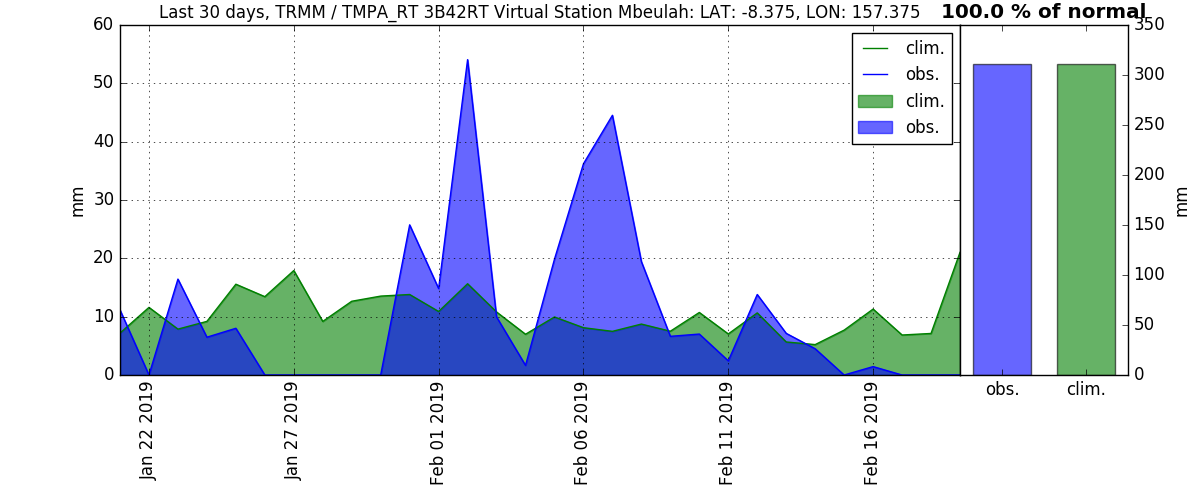 Last 30 days, TRMM / TMPA_RT 3B42RT Virtual Station Mbeulah: LAT: -8.375, LON: 157.375
100.0 % of normal
60
50
40
30
20
10
0
mm
clim.
obs.
clim.
obs.
Jan 22 2019
Jan 27 2019
Feb 01 2019
Feb 06 2019
Feb 11 2019
Feb 16 2019
350
300
250
200
150
100
50
0
mm
obs.
clim.